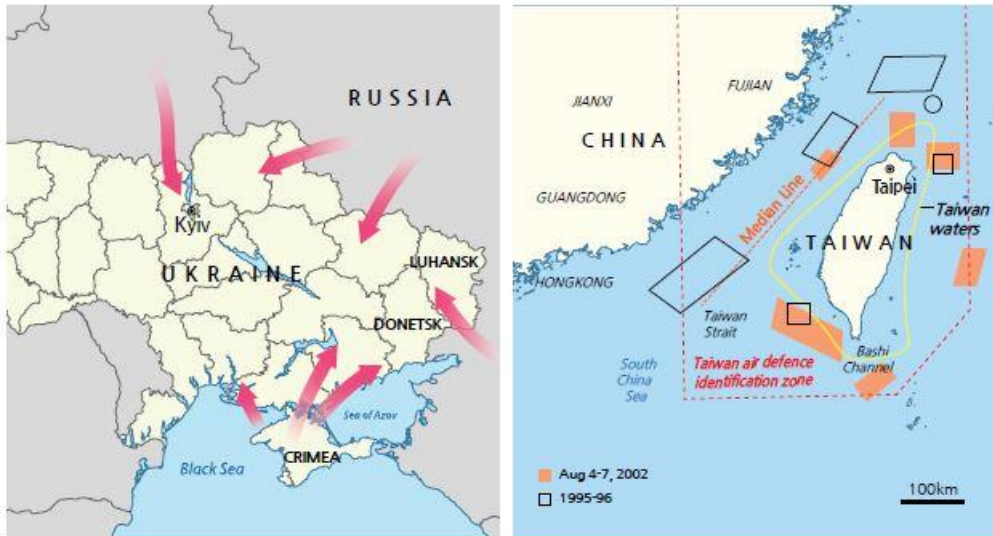 RUSSIA
Kyiv
UKRAINE
LUHANSK
DONETSK
Sea of Azov
CRIMEA
Black Sea
FUJIAN
JIANXI
CHINA
Taipei
GUANGDONG
Median Line
Taiwan
waters
TAIWAN
HONGKONG
Taiwan
Strait
Bashi
Channel
Taiwan air defence
identification zone
South
China
Sea
Aug 4-7, 2002
1995-96
100km